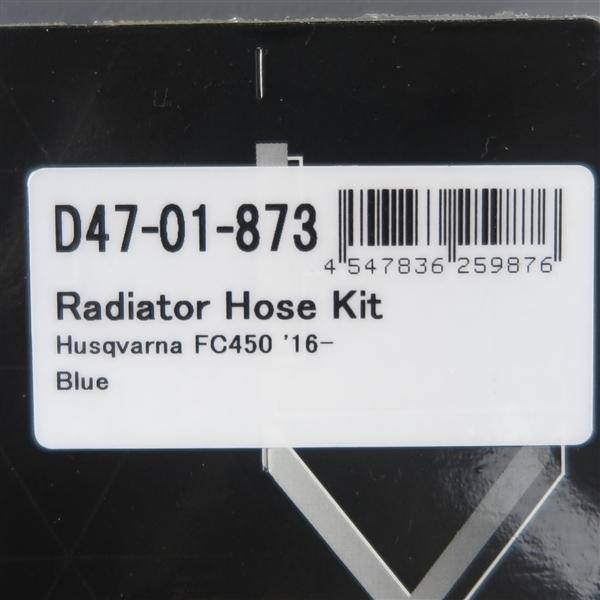 D47-01-873
4 547836 259876
Radiator Hose Kit
Husqvarna FC450 '16-
Blue